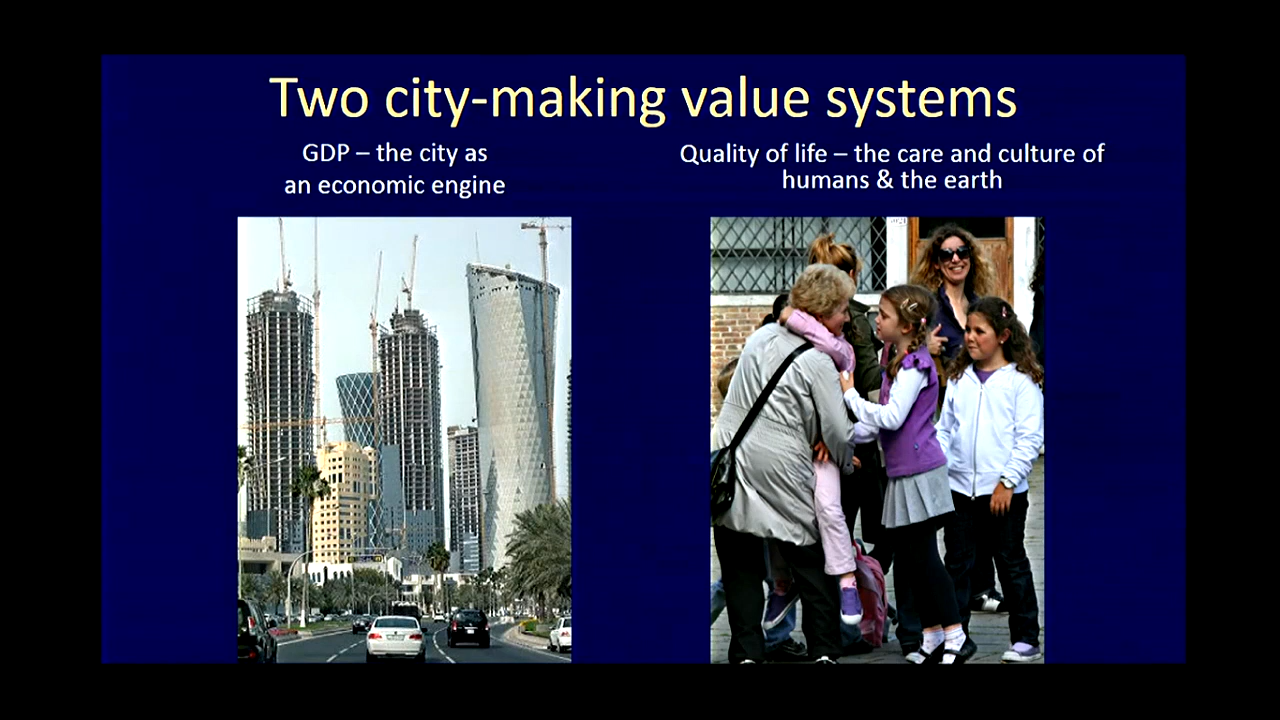 Two city-making value systems
GDP – the city as
an economic engine
Quality of life – the care and culture of
humans & the earth